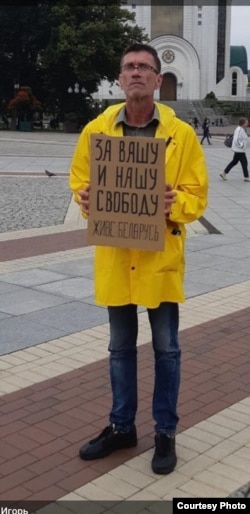 ЗА ВАШУ
И НАШУ
СВОБОДУ
ЖИВЕ БЕЛАРУСЬ
Игорь
Courtesy Photo